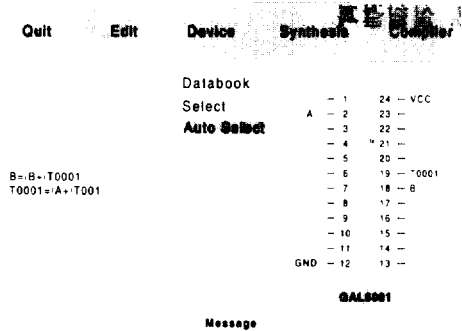 Quit Edit Device Synthesis Compiler
Databook
Select
Auto Select
1 24 VCC
A 2 23
3 22
4 21
5 20
B=(B+(T0001 6 19 T0001
T0001=(A+(T001 7 18 B
8 17
9 16
10 15
11 14
GND 12 13
Message